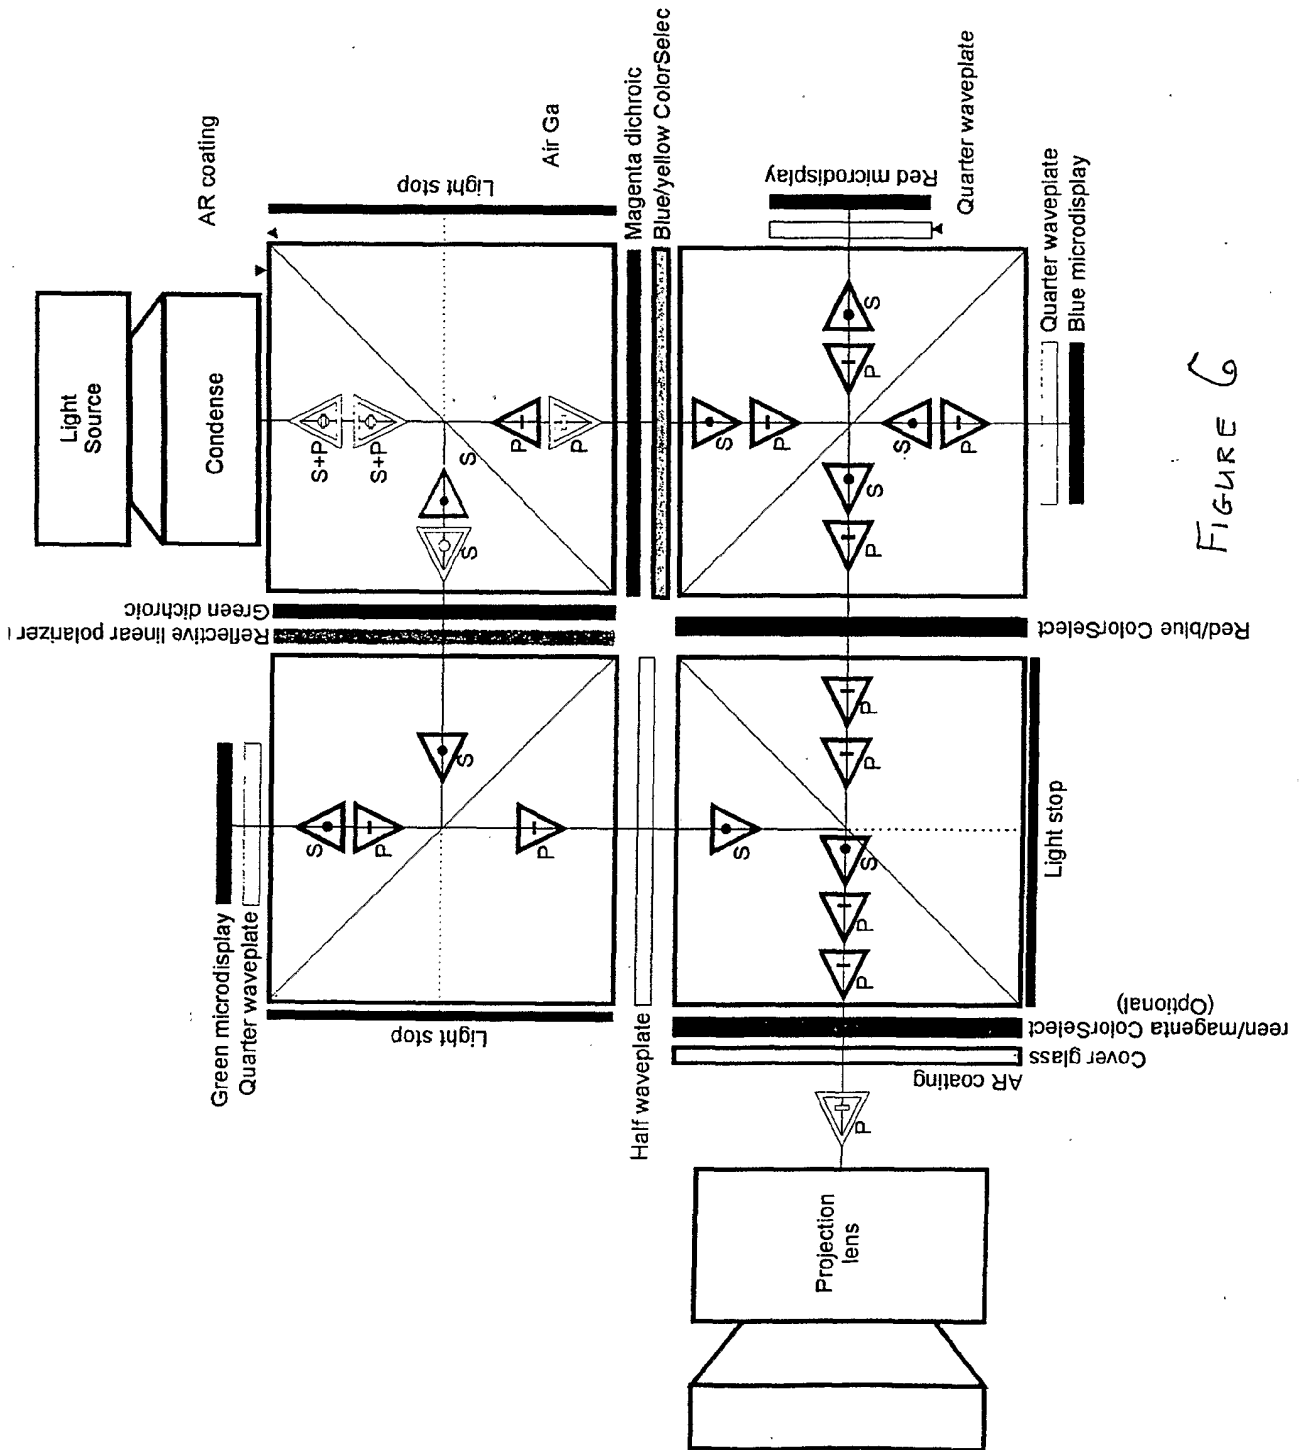 Light
Source
Condense
AR coating
Light stop
Air Ga
Magenta dichroic
Blue/yellow ColorSelec
S+P
S+P
P
P
S
S
Green dichroic
Reflective linear polarizer (
Green microdisplay
Quarter waveplate
S
P
S
P
Light stop
Half waveplate
Red microdisplay
Quarter waveplate
S
P
S
P
S
P
S
P
Quarter waveplate
Blue microdisplay
Red/blue ColorSelect
S
P
P
S
P
P
Light stop
(Optional)
reen/magenta ColorSelect
Cover glass
AR coating
P
Projection
lens
FIGURE 6